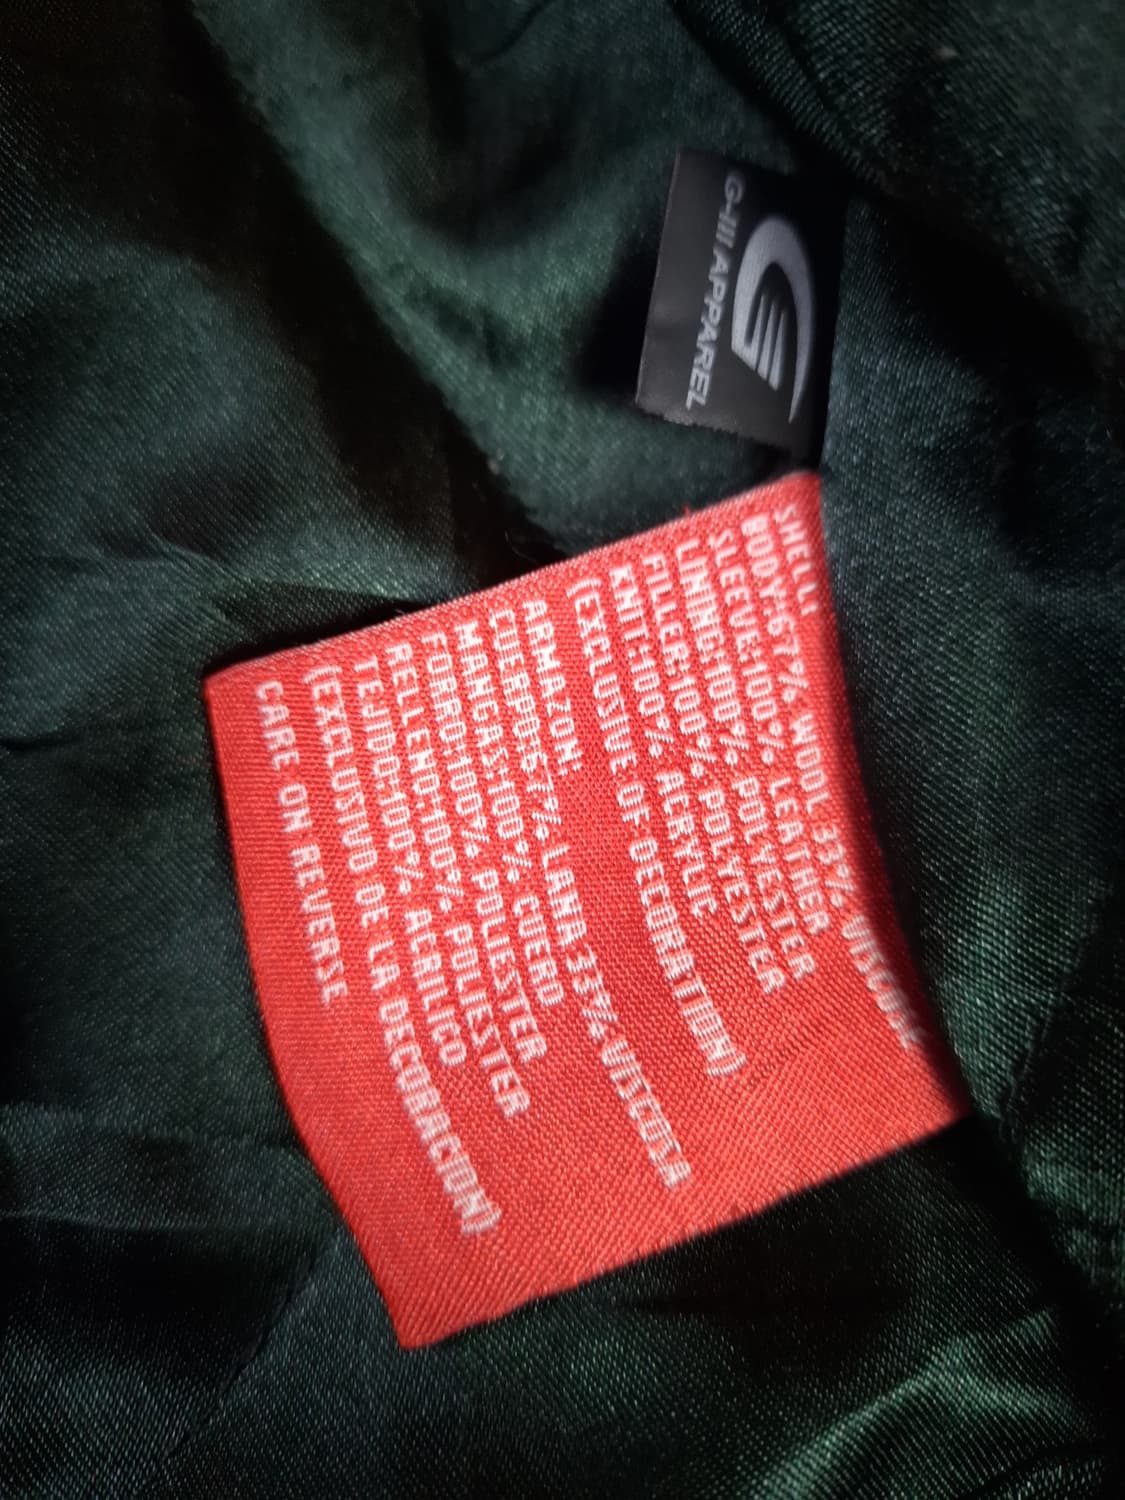 G-III APPAREL
SHELL:
BODY:67% WOOL 33% VISCOSE
SLEEVE:100% LEATHER
LINING:100% POLYESTER
FILLER:100% POLYESTER
KNIT:100% ACRYLIC
(EXCLUSIVE OF DECORATION)
ARMAZON:
CUERPO:67% LANA 33% VISCOSA
MANGAS:100% CUERO
FORRO:100% POLIESTER
RELLENO:100% POLIESTER
TEJIDO:100% ACRILICO
(EXCLUSIVO DE LA DECORACION)
CARE ON REVERSE